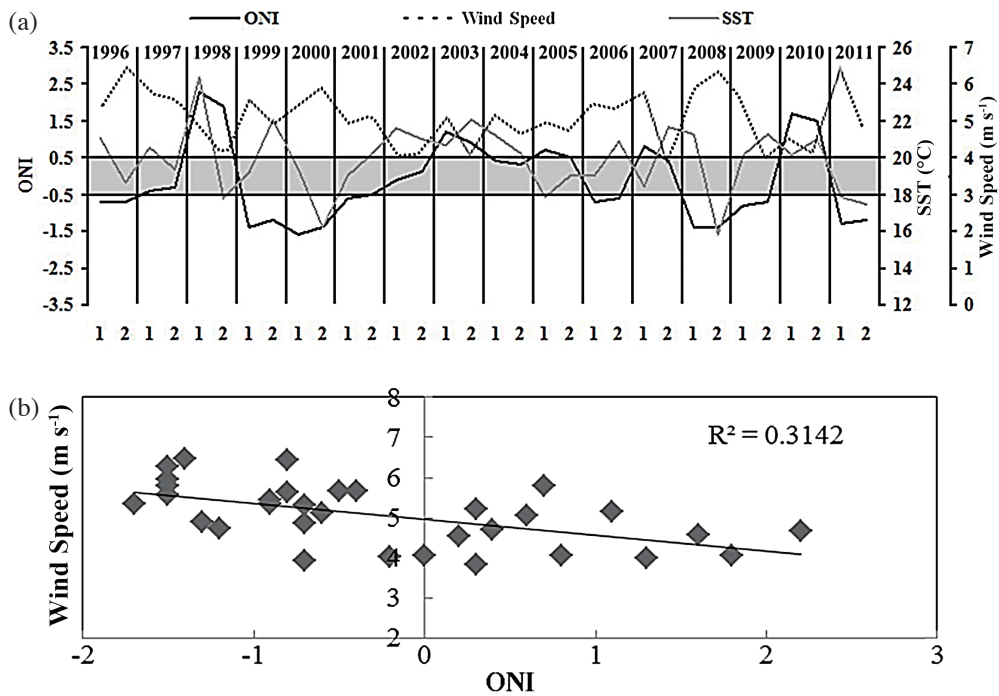 (a)
ONI Wind Speed SST
1996 1997 1998 1999 2000 2001 2002 2003 2004 2005 2006 2007 2008 2009 2010 2011
3.5
2.5
1.5
0.5
-0.5
-1.5
-2.5
-3.5
ONI
26
24
22
20
18
16
14
12
SST (°C)
7
6
5
4
3
2
1
0
Wind Speed (m s-1)
1 2 1 2 1 2 1 2 1 2 1 2 1 2 1 2 1 2 1 2 1 2 1 2 1 2 1 2 1 2 1 2
(b)
Wind Speed (m s-1)
8
7
6
5
4
3
2
R² = 0.3142
-2 -1 0 1 2 3
ONI